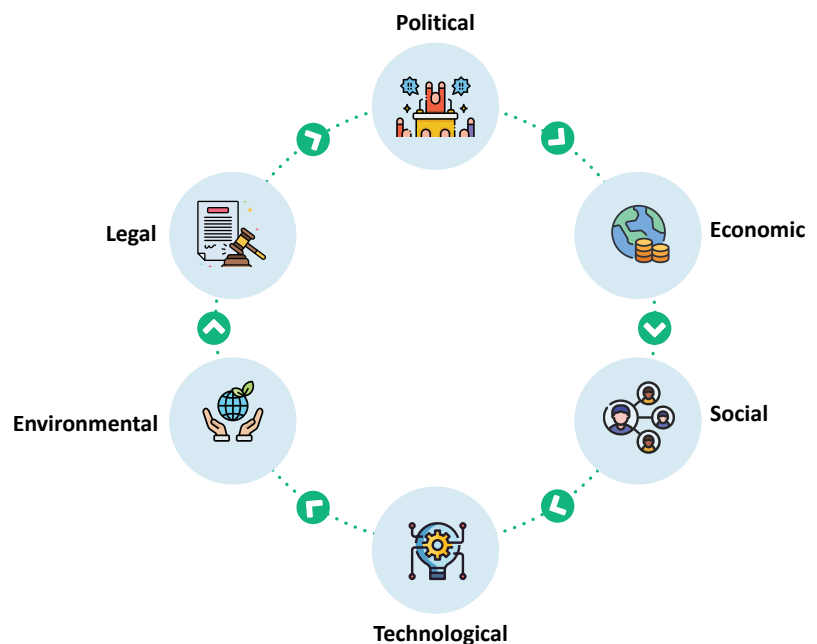 Political
Economic
Social
Technological
Environmental
Legal